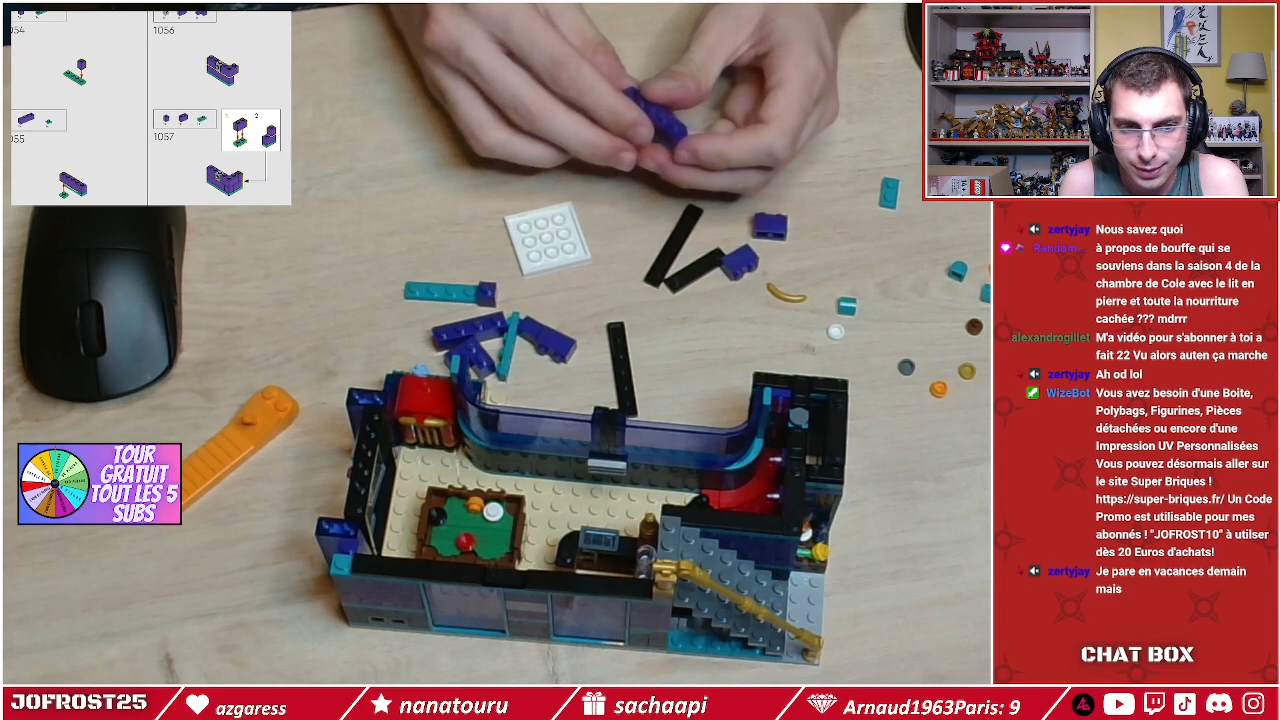 054
1056
055
1057
1
2
TOUR
GRATUIT
TOUT LES 5
SUBS
zertyjay Nous savez quoi
Random... à propos de bouffe qui se
souviens dans la saison 4 de la
chambre de Cole avec le lit en
pierre et toute la nourriture
cachée ??? mdrrr
alexandrogillet M'a vidéo pour s'abonner à toi a
fait 22 Vu alors auten ça marche
zertyjay Ah od lol
WizeBot Vous avez besoin d'une Boite,
Polybags, Figurines, Pièces
détachées ou encore d'une
Impression UV Personnalisées
Vous pouvez désormais aller sur
le site Super Briques !
https://super-briques.fr/ Un Code
Promo est utilisable pour mes
abonnés ! "JOFROST10" à utilser
dès 20 Euros d'achats!
zertyjay Je pare en vacances demain
mais
CHAT BOX
JOFROST25 azgaress nanatouru sachaapi Arnaud1963Paris: 9